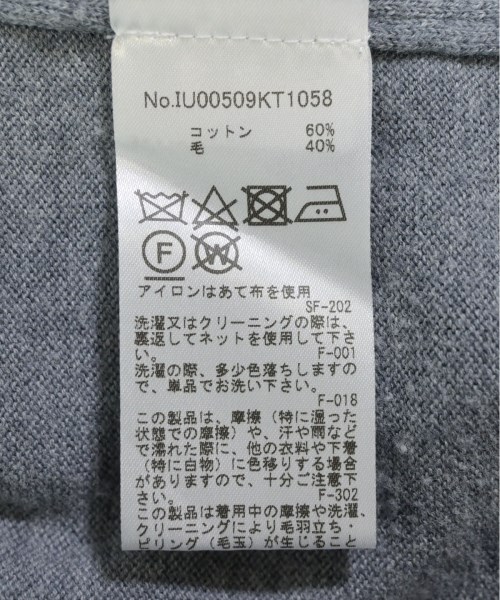 No.IU00509KT1058
コットン 60%
毛 40%
F W
アイロンはあて布を使用
SF-202
洗濯又はクリーニングの際は、
裏返してネットを使用して下さ
い。 F-001
洗濯の際、多少色落ちしますの
で、単品でお洗い下さい。
F-018
この製品は、摩擦（特に湿った
状態での摩擦）や、汗や雨など
で濡れた際に、他の衣料や下着
（特に白物）に色移りする場合
がありますので、十分ご注意下
さい。 F-302
この製品は着用中の摩擦や洗濯、
クリーニングにより毛羽立ち・
ピリング（毛玉）が生じること